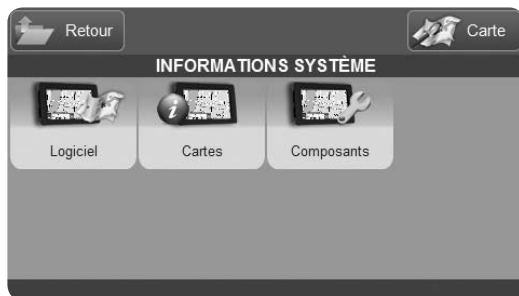 Retour
Carte
INFORMATIONS SYSTÈME
Logiciel
Cartes
Composants